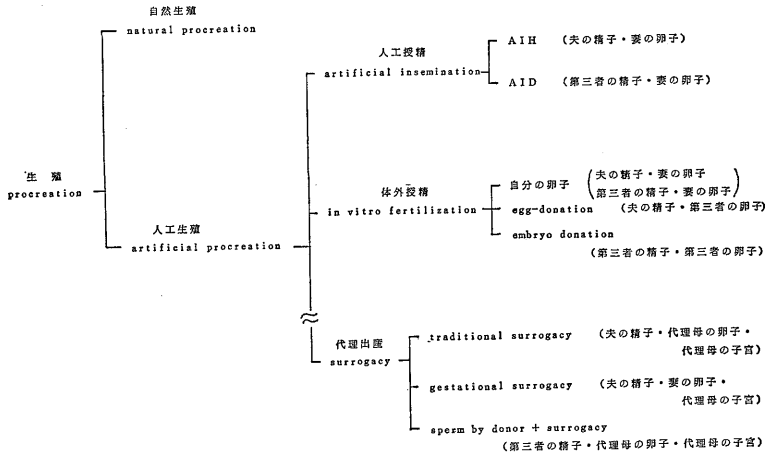 自然生殖
natural procreation
人工授精
artificial insemination
AIH (夫の精子・妻の卵子)
AID (第三者の精子・妻の卵子)
生殖
procreation
体外授精
in vitro fertilization
自分の卵子 (夫の精子・妻の卵子
第三者の精子・妻の卵子)
egg-donation (夫の精子・第三者の卵子)
embryo donation
(第三者の精子・第三者の卵子)
人工生殖
artificial procreation
代理出産
surrogacy
traditional surrogacy (夫の精子・代理母の卵子・
代理母の子宮)
gestational surrogacy (夫の精子・妻の卵子・
代理母の子宮)
sperm by donor + surrogacy
(第三者の精子・代理母の卵子・代理母の子宮)